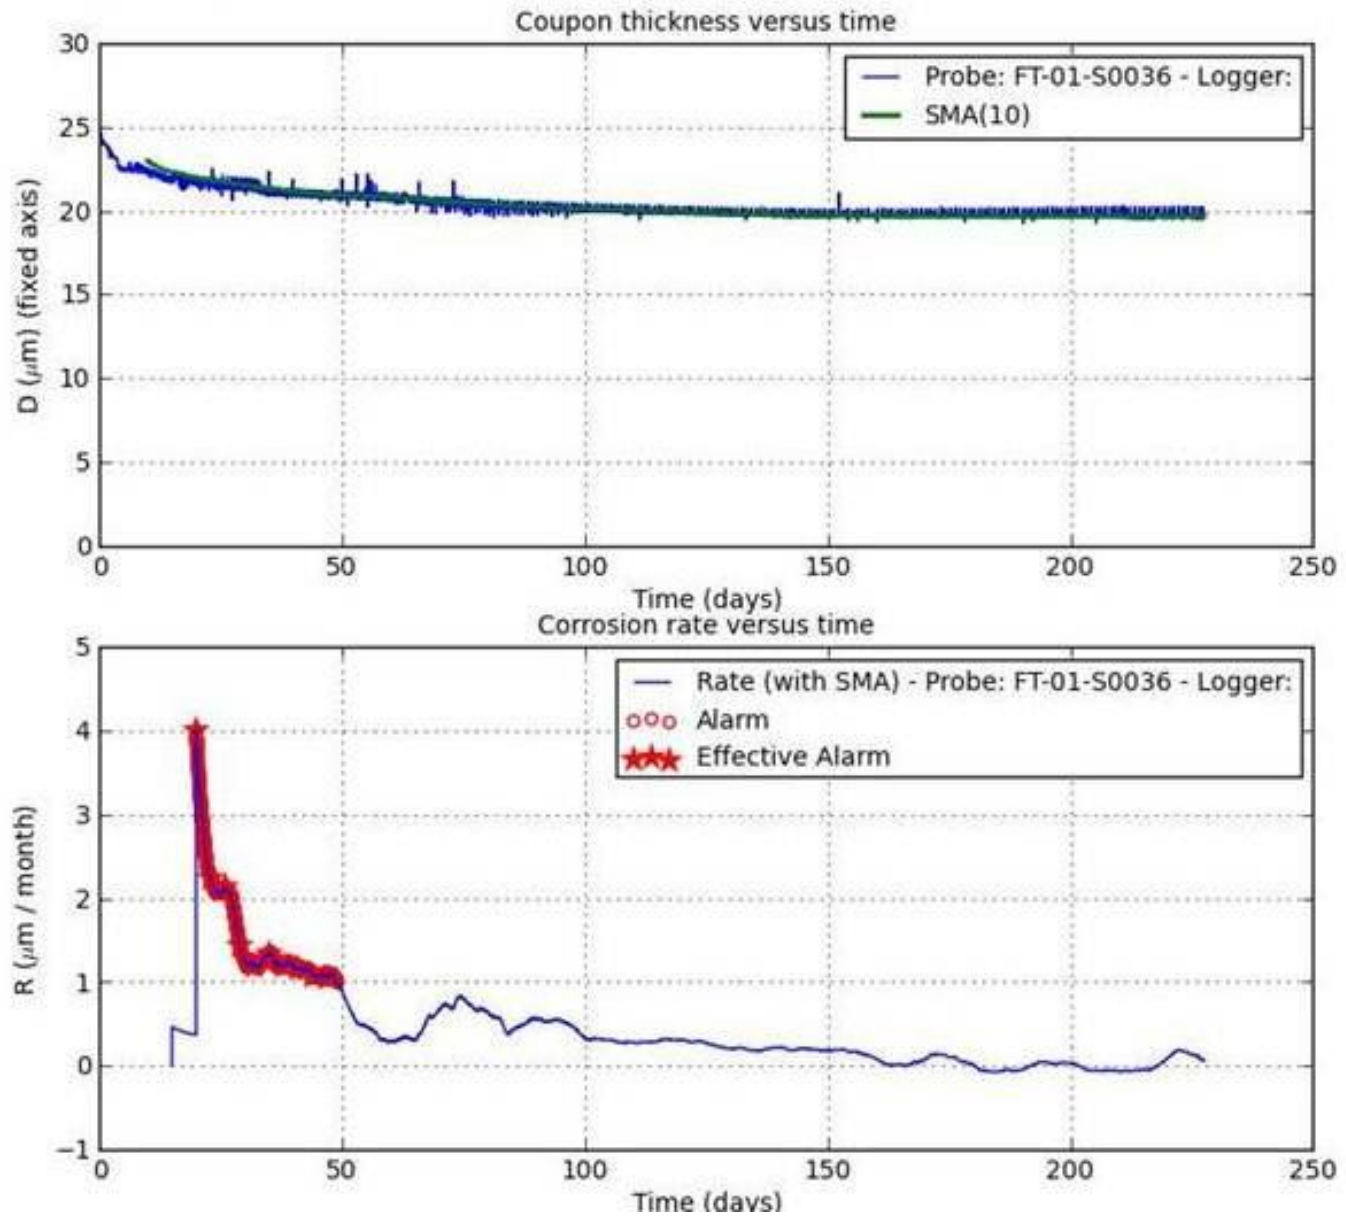 Coupon thickness versus time
30
25
20
15
10
5
0
D (μm) (fixed axis)
Probe: FT-01-S0036 - Logger:
SMA(10)
0 50 100 150 200 250
Time (days)
Corrosion rate versus time
5
4
3
2
1
0
−1
R (μm / month)
Rate (with SMA) - Probe: FT-01-S0036 - Logger:
Alarm
Effective Alarm
0 50 100 150 200 250
Time (days)